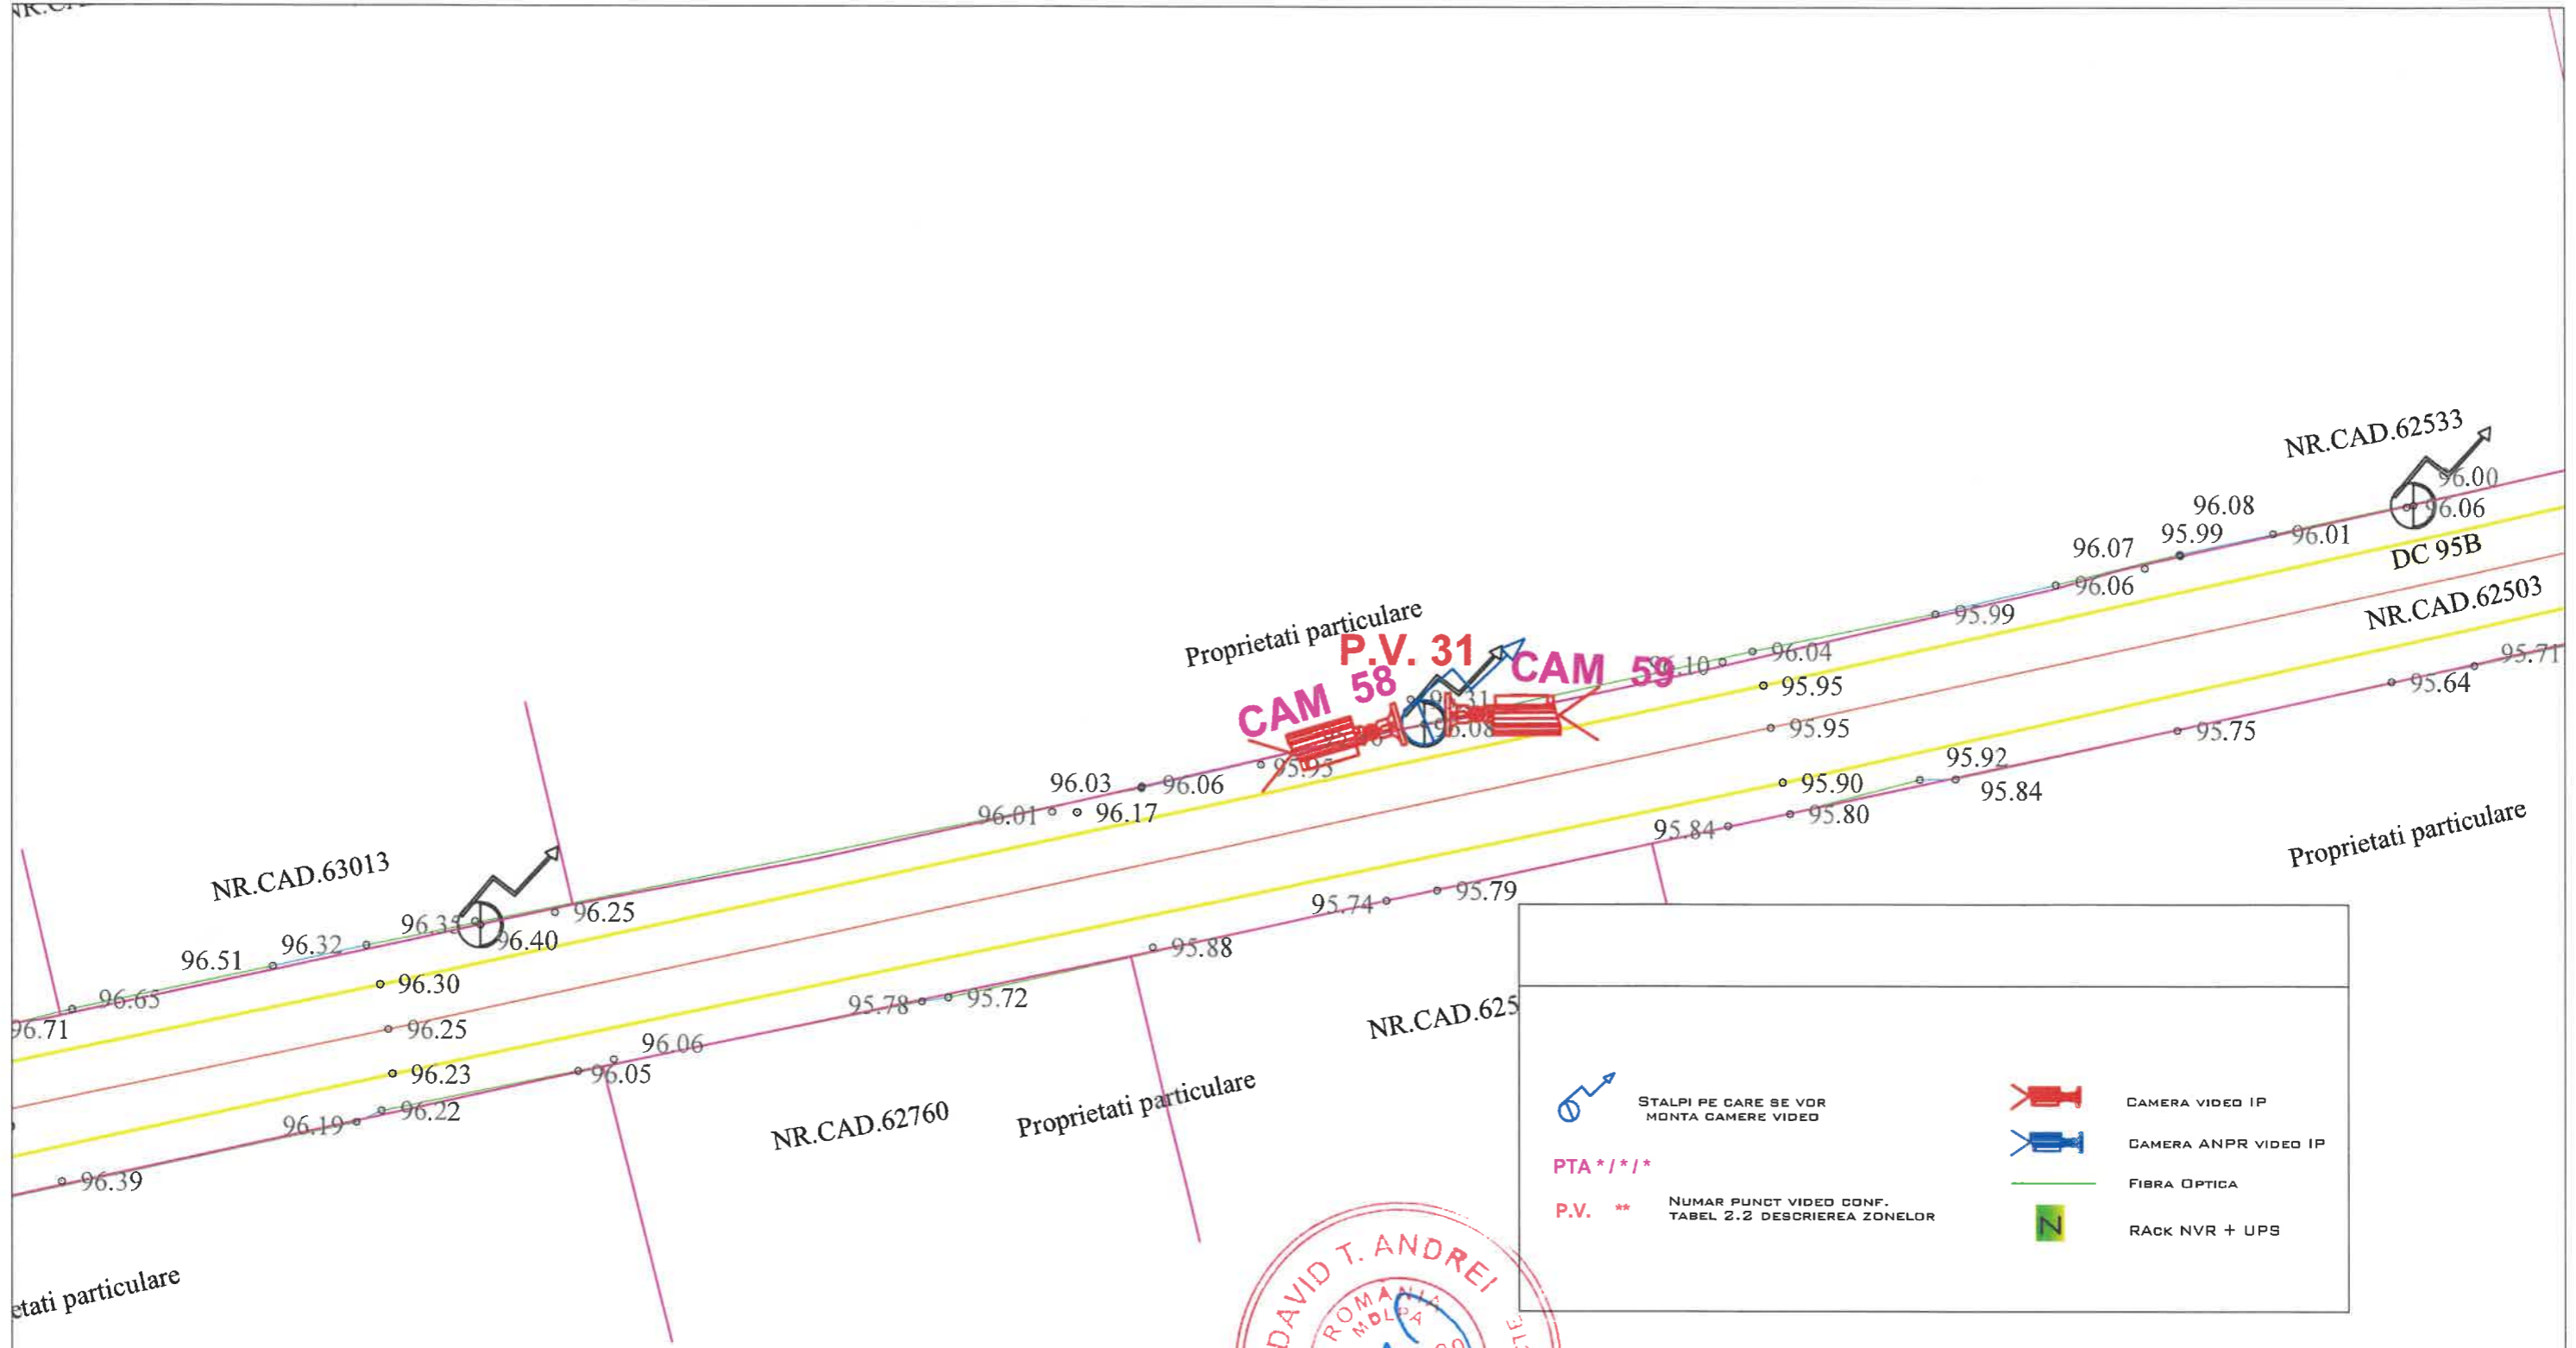 NR.CAD.62533
96.00
96.08
96.06
95.99
96.01
96.07
DC 95B
96.06
NR.CAD.62503
95.99
Proprietati particulare
P.V. 31
96.04
CAM 59
95.71
CAM 58
95.95
95.64
96.08
95.95
95.75
95.95
95.92
96.03
96.06
95.90
95.84
96.01
96.17
95.80
95.84
Proprietati particulare
NR.CAD.63013
95.79
95.74
96.25
96.40
96.32
96.51
95.88
96.30
96.65
95.78
95.72
96.71
96.25
96.06
96.23
96.05
96.22
96.19
NR.CAD.62760
Proprietati particulare
NR.CAD.625
96.39
etati particulare
STALPI PE CARE SE VOR
MONTA CAMERE VIDEO
PTA */*/*
P.V. **
NUMAR PUNCT VIDEO CONF.
TABEL 2.2 DESCRIEREA ZONELOR
CAMERA VIDEO IP
CAMERA ANPR VIDEO IP
FIBRA OPTICA
N
RACK NVR + UPS
DAVID T. ANDREI
ROMÂNIA
MDLPA